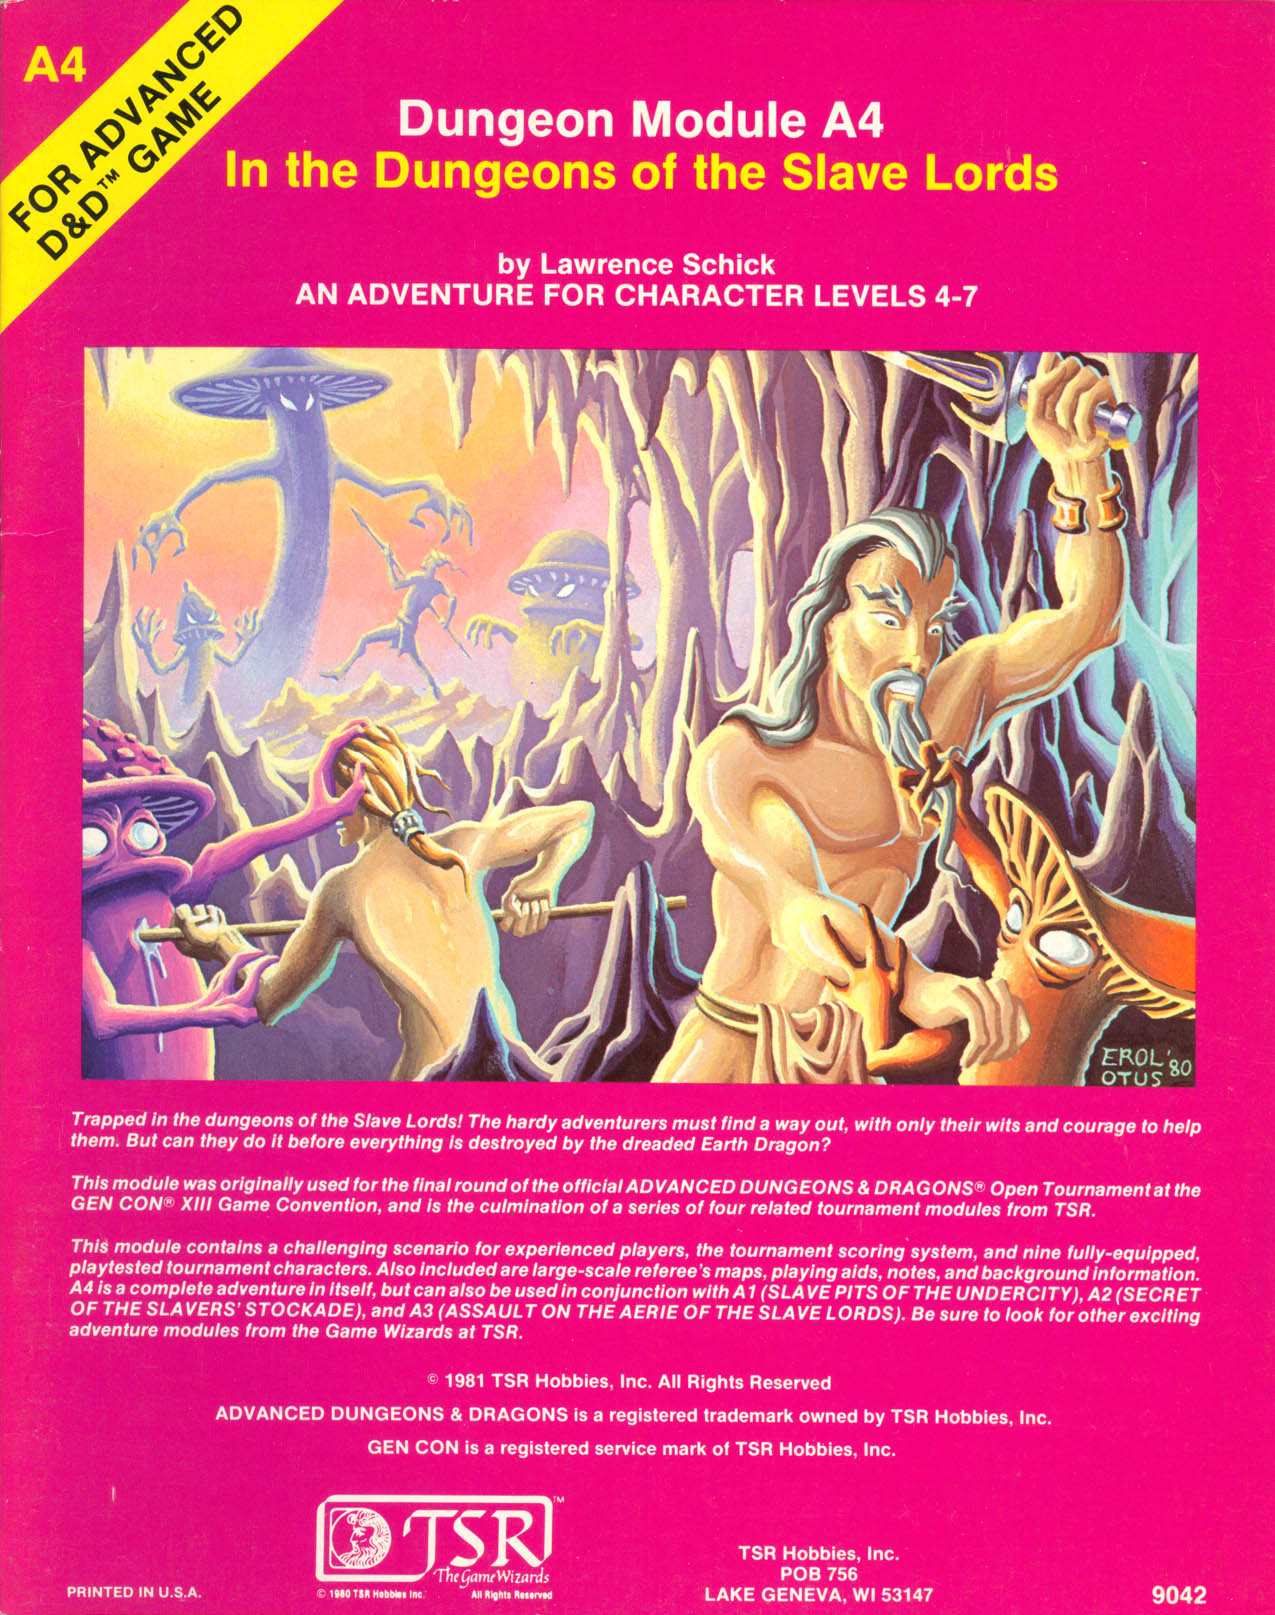 A4
FOR ADVANCED
D&D™ GAME
Dungeon Module A4
In the Dungeons of the Slave Lords
by Lawrence Schick
AN ADVENTURE FOR CHARACTER LEVELS 4-7
EROL '80
OTUS
Trapped in the dungeons of the Slave Lords! The hardy adventurers must find a way out, with only their wits and courage to help
them. But can they do it before everything is destroyed by the dreaded Earth Dragon?
This module was originally used for the final round of the official ADVANCED DUNGEONS & DRAGONS® Open Tournament at the
GEN CON® XIII Game Convention, and is the culmination of a series of four related tournament modules from TSR.
This module contains a challenging scenario for experienced players, the tournament scoring system, and nine fully-equipped,
playtested tournament characters. Also included are large-scale referee's maps, playing aids, notes, and background information.
A4 is a complete adventure in itself, but can also be used in conjunction with A1 (SLAVE PITS OF THE UNDERCITY), A2 (SECRET
OF THE SLAVERS' STOCKADE), and A3 (ASSAULT ON THE AERIE OF THE SLAVE LORDS). Be sure to look for other exciting
adventure modules from the Game Wizards at TSR.
© 1981 TSR Hobbies, Inc. All Rights Reserved
ADVANCED DUNGEONS & DRAGONS is a registered trademark owned by TSR Hobbies, Inc.
GEN CON is a registered service mark of TSR Hobbies, Inc.
TSR™
The Game Wizards
© 1980 TSR Hobbies Inc. All Rights Reserved
PRINTED IN U.S.A.
TSR Hobbies, Inc.
POB 756
LAKE GENEVA, WI 53147
9042